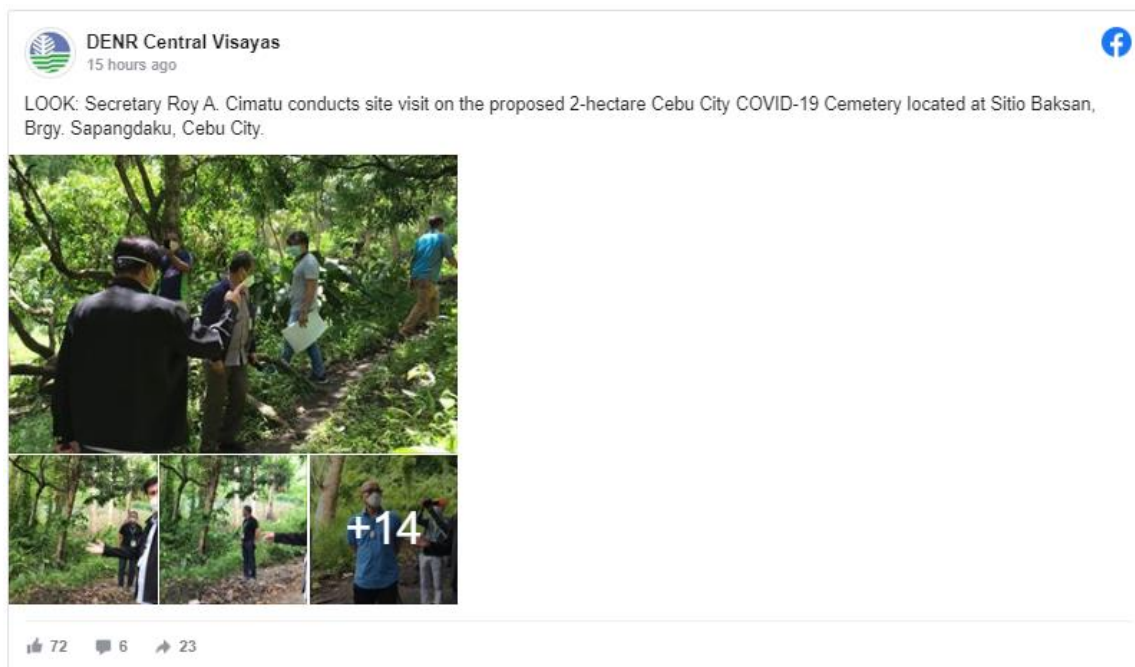 DENR Central Visayas
15 hours ago
LOOK: Secretary Roy A. Cimatu conducts site visit on the proposed 2-hectare Cebu City COVID-19 Cemetery located at Sitio Baksan,
Brgy. Sapangdaku, Cebu City.
+14
72 6 23